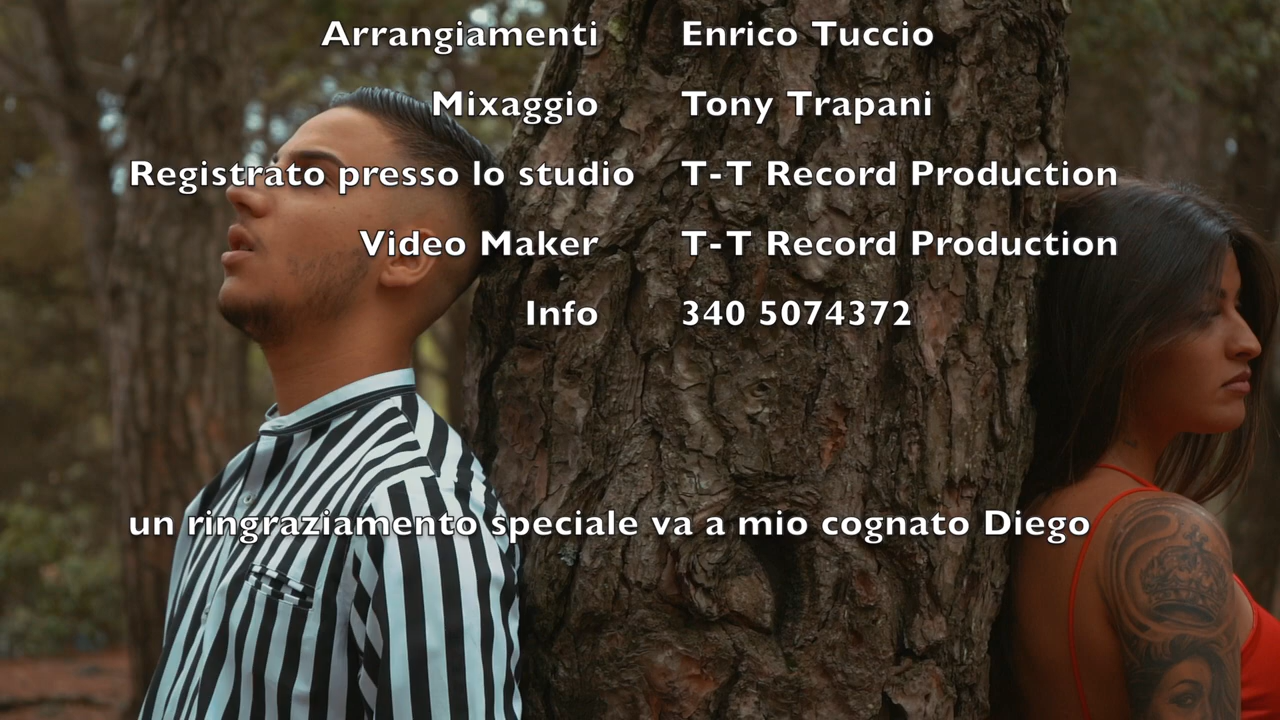 Arrangiamenti Enrico Tuccio
Mixaggio Tony Trapani
Registrato presso lo studio T-T Record Production
Video Maker T-T Record Production
Info 340 5074372
un ringraziamento speciale va a mio cognato Diego